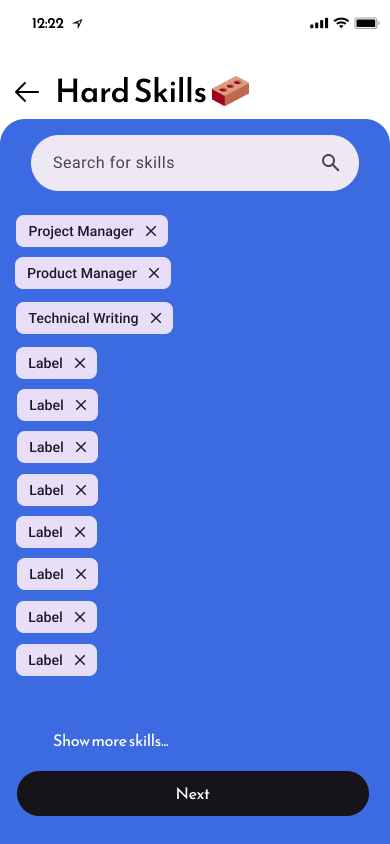 12:22
Hard Skills
Search for skills
Project Manager
Product Manager
Technical Writing
Label
Label
Label
Label
Label
Label
Label
Label
Show more skills...
Next